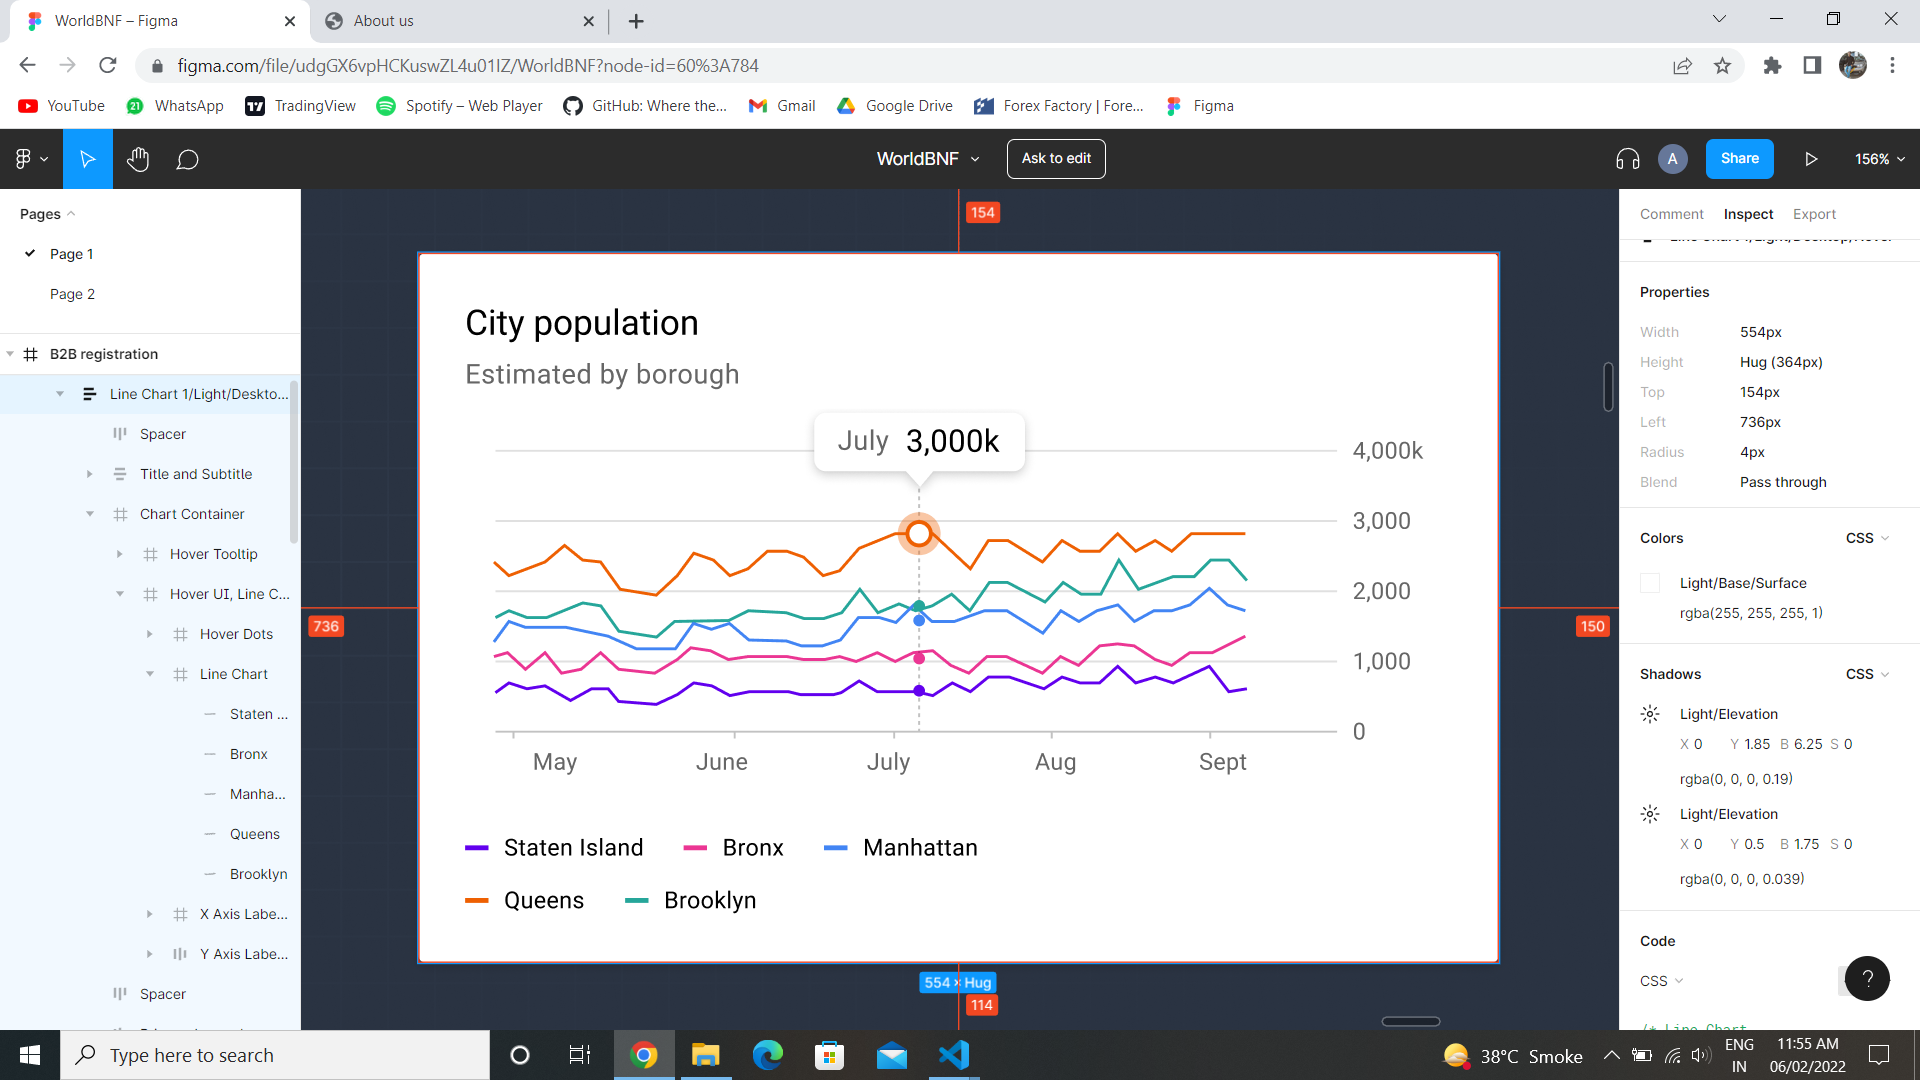 WorldBNF – Figma
About us
figma.com/file/udgGX6vpHCKuswZL4u01IZ/WorldBNF?node-id=60%3A784
YouTube
21
WhatsApp
TradingView
Spotify – Web Player
GitHub: Where the...
Gmail
Google Drive
Forex Factory | Fore...
Figma
WorldBNF
Ask to edit
A
Share
156%
Pages
Page 1
Page 2
B2B registration
Line Chart 1/Light/Deskto...
Spacer
Title and Subtitle
Chart Container
Hover Tooltip
Hover UI, Line C...
Hover Dots
Line Chart
Staten ...
Bronx
Manha...
Queens
Brooklyn
X Axis Labe...
Y Axis Labe...
Spacer
154
736
150
City population
Estimated by borough
July 3,000k
4,000k
3,000
2,000
1,000
0
May
June
July
Aug
Sept
Staten Island
Bronx
Manhattan
Queens
Brooklyn
554 × Hug
114
Comment
Inspect
Export
Properties
Width 554px
Height Hug (364px)
Top 154px
Left 736px
Radius 4px
Blend Pass through
Colors CSS
Light/Base/Surface
rgba(255, 255, 255, 1)
Shadows CSS
Light/Elevation
X 0 Y 1.85 B 6.25 S 0
rgba(0, 0, 0, 0.19)
Light/Elevation
X 0 Y 0.5 B 1.75 S 0
rgba(0, 0, 0, 0.039)
Code
CSS
?
/* Line Chart
Type here to search
38°C Smoke
ENG
IN
11:55 AM
06/02/2022